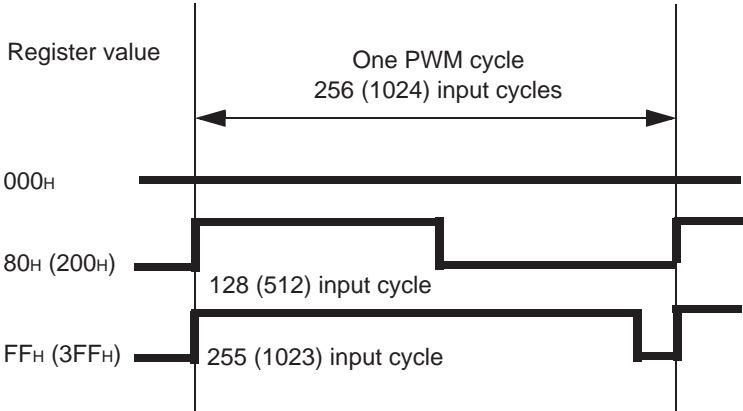 Register value
One PWM cycle
256 (1024) input cycles
000H
80H (200H)
128 (512) input cycle
FFH (3FFH)
255 (1023) input cycle